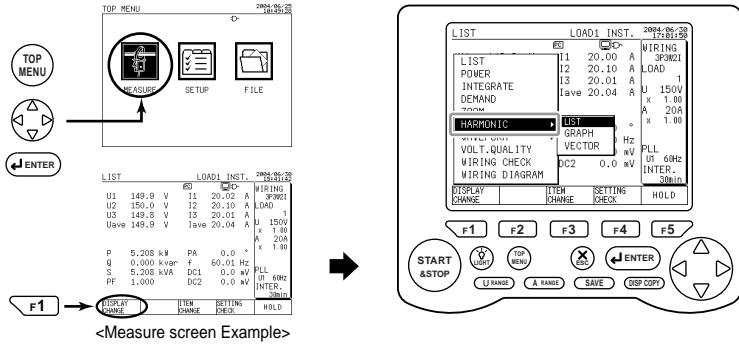 TOP MENU
2004/06/25
10:49:28
MEASURE
SETUP
FILE
TOP
MENU
ENTER
LIST
LOAD1 INST.
2004/06/30
15:41:42
PC
WIRING
3P3W2I
LOAD
1
U 150V
x 1.00
A 20A
x 1.00
PLL
U1 60Hz
INTER.
30min
U1 149.9 V I1 20.02 A
U2 150.0 V I2 20.10 A
U3 149.8 V I3 20.01 A
Uave 149.9 V Iave 20.04 A
P 5.208 kW PA 0.0 °
Q 0.000 kvar f 60.01 Hz
S 5.208 kVA DC1 0.0 mV
PF 1.000 DC2 0.0 mV
DISPLAY
CHANGE
ITEM
CHANGE
SETTING
CHECK
HOLD
F1
<Measure screen Example>
LIST
LOAD1 INST.
2004/06/30
17:01:50
PC
WIRING
3P3W2I
LOAD
1
U 150V
x 1.00
A 20A
x 1.00
PLL
U1 60Hz
INTER.
30min
I1 20.00 A
I2 20.10 A
I3 20.01 A
Iave 20.04 A
°
Hz
mV
DC2 0.0 mV
LIST
POWER
INTEGRATE
DEMAND
ZOOM
HARMONIC
WAVEFORM
VOLT.QUALITY
WIRING CHECK
WIRING DIAGRAM
LIST
GRAPH
VECTOR
DISPLAY
CHANGE
ITEM
CHANGE
SETTING
CHECK
HOLD
F1 F2 F3 F4 F5
START
&STOP
LIGHT
TOP
MENU
ESC
ENTER
U RANGE
A RANGE
SAVE
DISP COPY